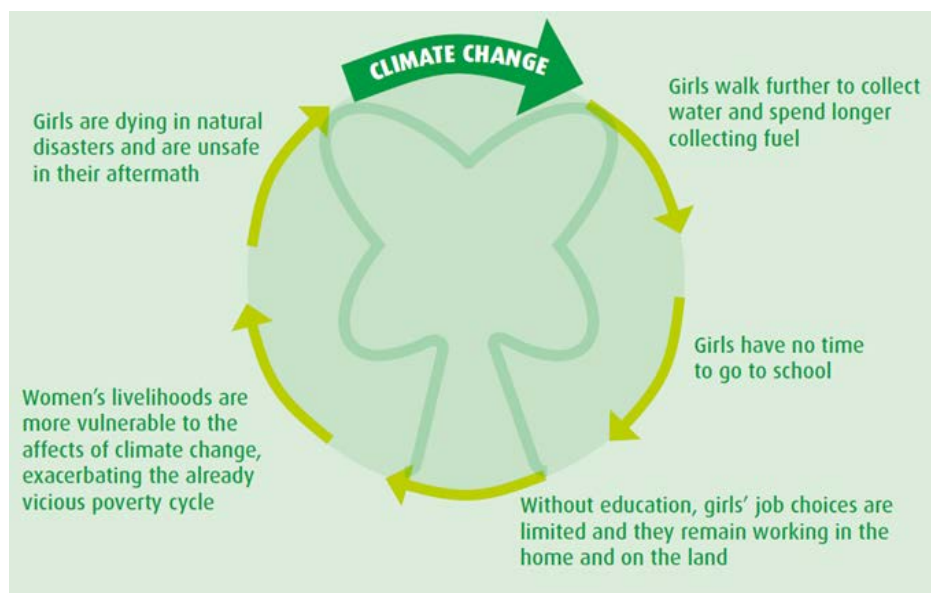 CLIMATE CHANGE
Girls walk further to collect
water and spend longer
collecting fuel
Girls have no time
to go to school
Without education, girls’ job choices are
limited and they remain working in the
home and on the land
Women’s livelihoods are
more vulnerable to the
affects of climate change,
exacerbating the already
vicious poverty cycle
Girls are dying in natural
disasters and are unsafe
in their aftermath